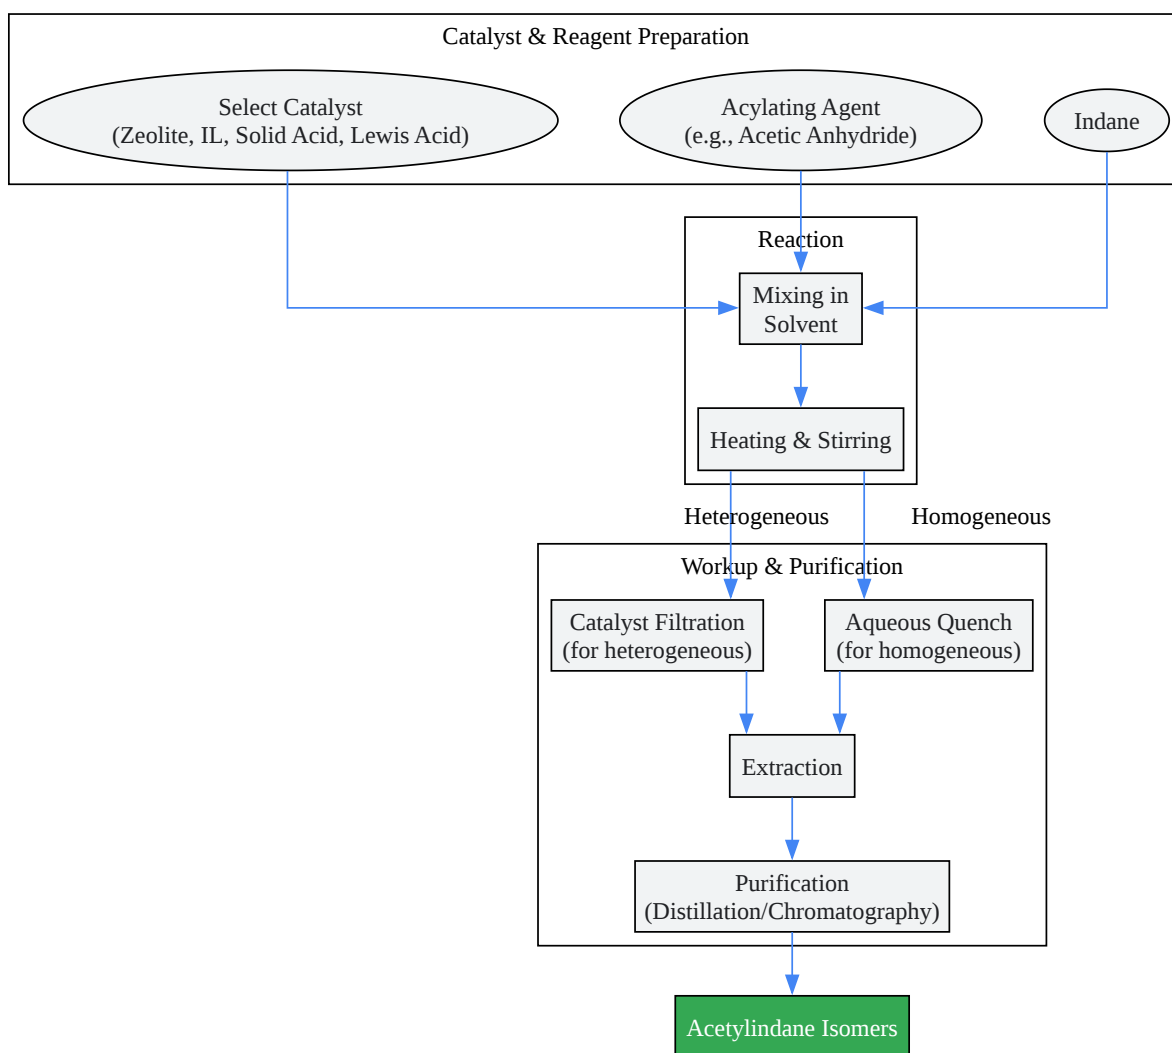 Catalyst & Reagent Preparation
Select Catalyst
(Zeolite, IL, Solid Acid, Lewis Acid)
Acylating Agent
(e.g., Acetic Anhydride)
Indane
Reaction
Mixing in
Solvent
Heating & Stirring
Heterogeneous
Homogeneous
Workup & Purification
Catalyst Filtration
(for heterogeneous)
Aqueous Quench
(for homogeneous)
Extraction
Purification
(Distillation/Chromatography)
Acetylindane Isomers